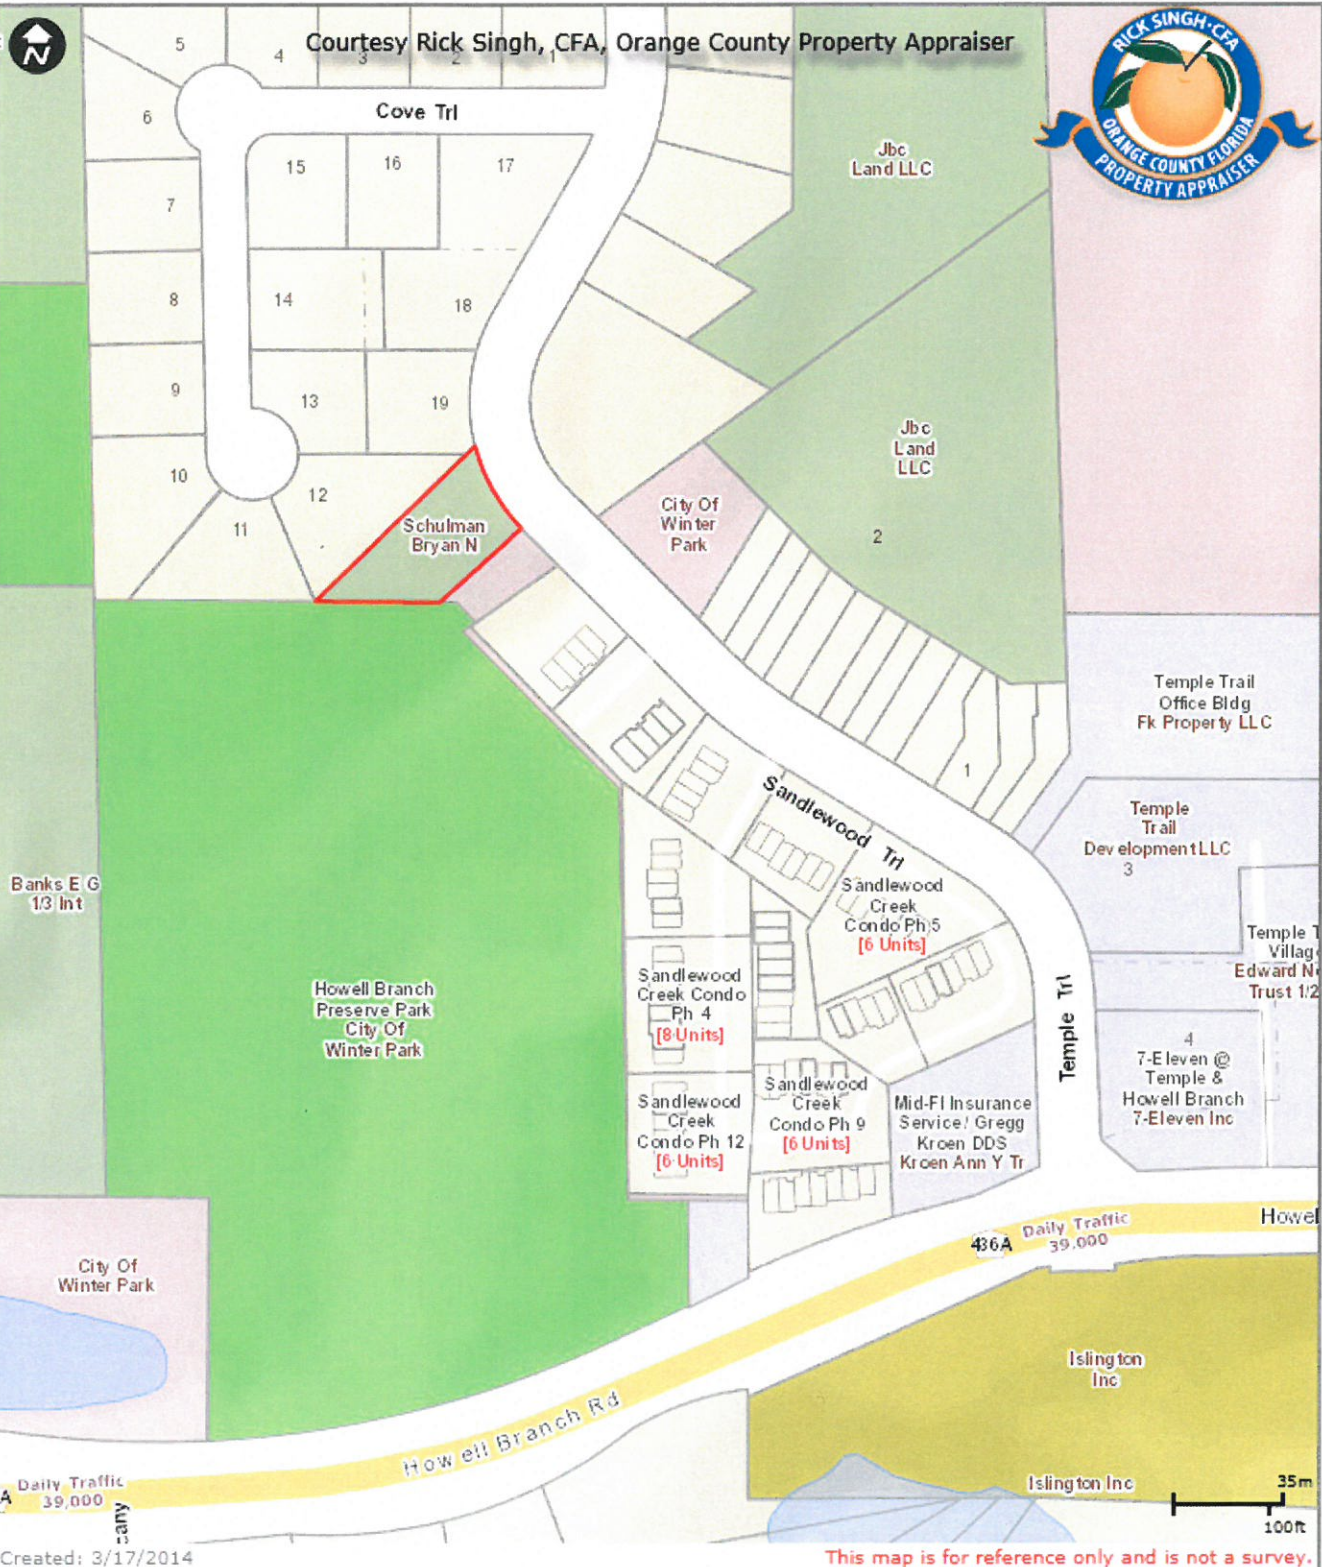 N
Courtesy Rick Singh, CFA, Orange County Property Appraiser
RICK SINGH·CFA
ORANGE COUNTY FLORIDA
PROPERTY APPRAISER
5
4
3
2
1
6
Cove Trl
15
16
17
7
8
14
18
9
13
19
10
12
11
Jbc
Land LLC
Jbc
Land
LLC
2
Schulman
Bryan N
City Of
Winter
Park
1
Temple Trail
Office Bldg
Fk Property LLC
Temple
Trail
Development LLC
3
Sandlewood Trl
Banks E G
1/3 Int
Howell Branch
Preserve Park
City Of
Winter Park
Sandlewood
Creek
Condo Ph 5
[6 Units]
Sandlewood
Creek Condo
Ph 4
[8 Units]
Sandlewood
Creek
Condo Ph 12
[6 Units]
Sandlewood
Creek
Condo Ph 9
[6 Units]
Mid-Fl Insurance
Service/ Gregg
Kroen DDS
Kroen Ann Y Tr
Temple Trl
Temple T
Villag
Edward N
Trust 1/2
4
7-Eleven @
Temple &
Howell Branch
7-Eleven Inc
City Of
Winter Park
436A
Daily Traffic
39,000
Howel
Howell Branch Rd
Islington
Inc
Islington Inc
A
Daily Traffic
39,000
any
35m
100ft
Created: 3/17/2014
This map is for reference only and is not a survey.